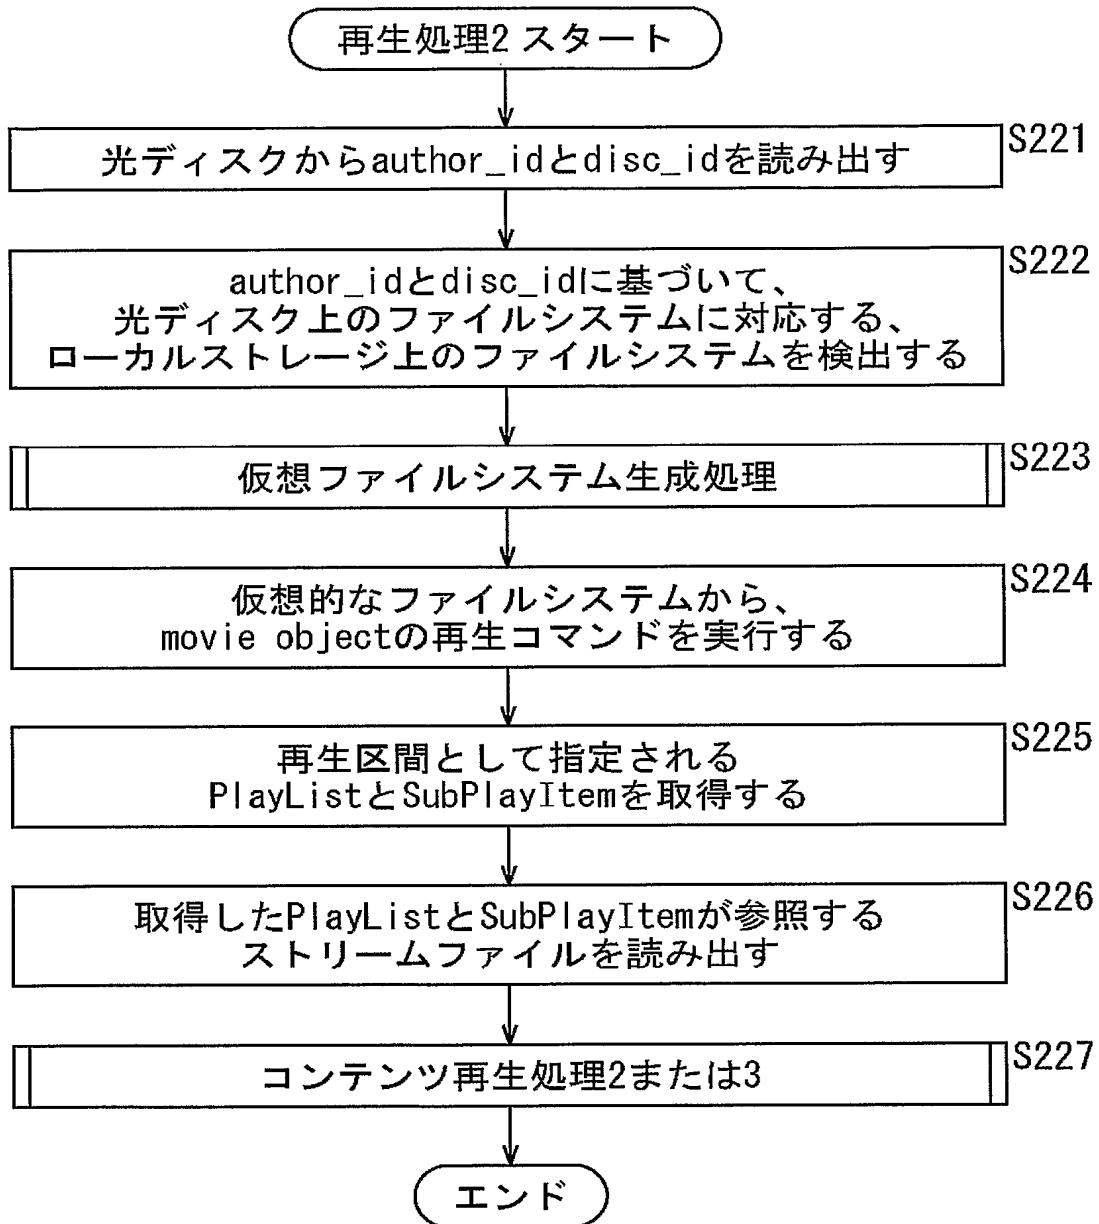 再生処理2 スタート
S221
光ディスクからauthor_idとdisc_idを読み出す
S222
author_idとdisc_idに基づいて、
光ディスク上のファイルシステムに対応する、
ローカルストレージ上のファイルシステムを検出する
S223
仮想ファイルシステム生成処理
S224
仮想的なファイルシステムから、
movie objectの再生コマンドを実行する
S225
再生区間として指定される
PlayListとSubPlayItemを取得する
S226
取得したPlayListとSubPlayItemが参照する
ストリームファイルを読み出す
S227
コンテンツ再生処理2または3
エンド